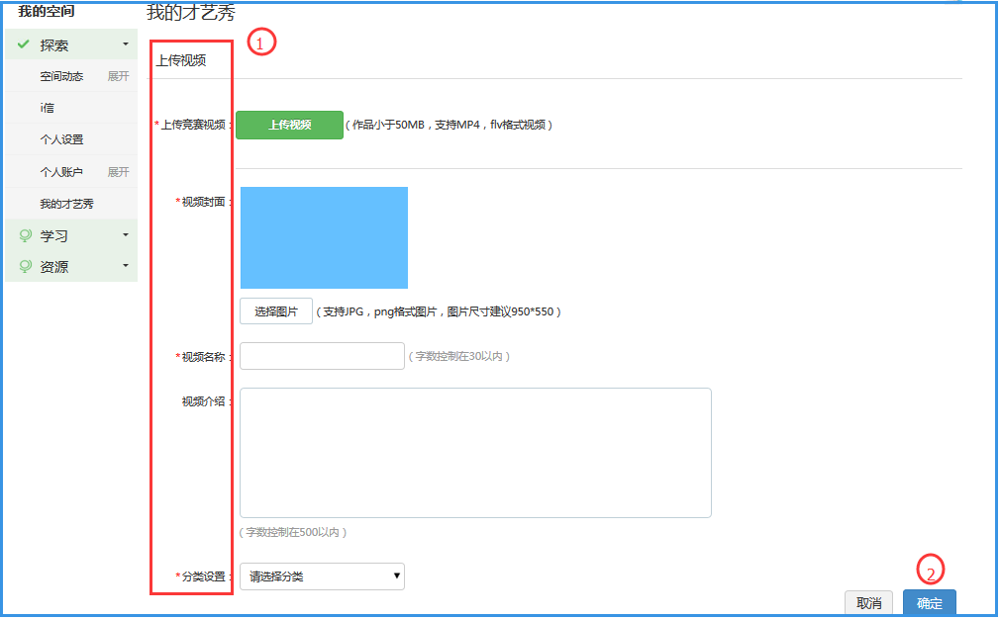 我的空间
探索
空间动态 展开
i信
个人设置
个人账户 展开
我的才艺秀
学习
资源
我的才艺秀
1
上传视频
*上传竞赛视频： 上传视频 （作品小于50MB，支持MP4，flv格式视频）
*视频封面：
选择图片 （支持JPG，png格式图片，图片尺寸建议950*550）
*视频名称： （字数控制在30以内）
视频介绍：
（字数控制在500以内）
*分类设置： 请选择分类
2
取消 确定